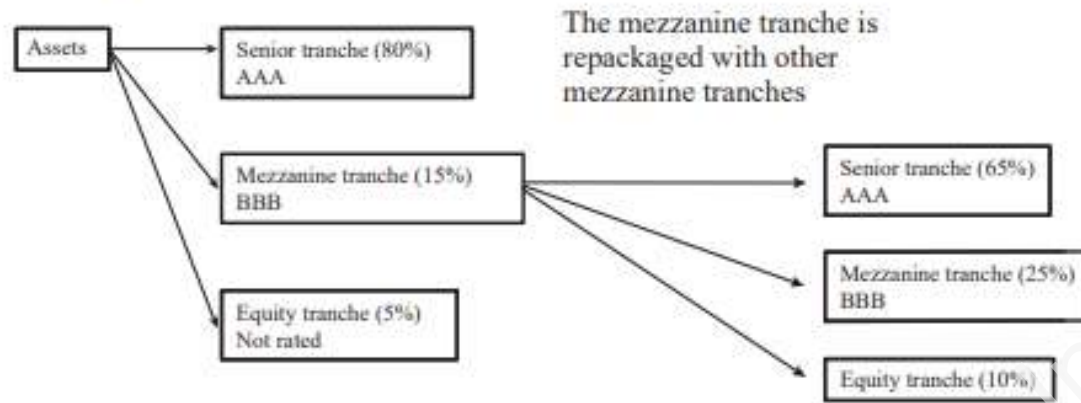 Assets
Senior tranche (80%)
AAA
The mezzanine tranche is
repackaged with other
mezzanine tranches
Mezzanine tranche (15%)
BBB
Senior tranche (65%)
AAA
Mezzanine tranche (25%)
BBB
Equity tranche (5%)
Not rated
Equity tranche (10%)